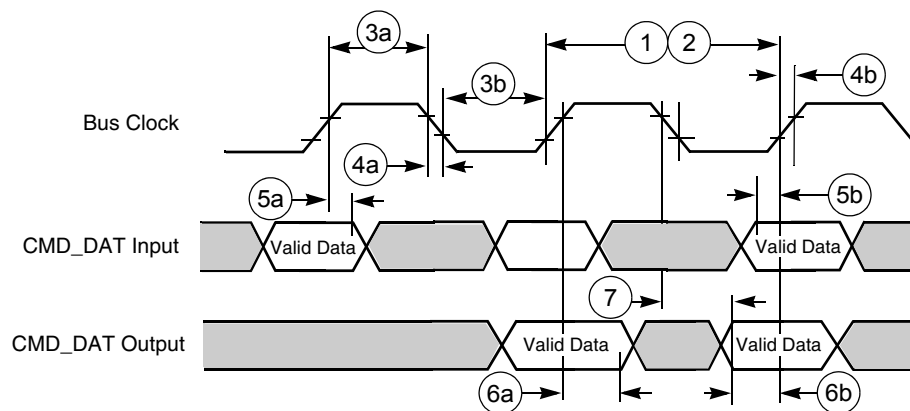 3a
1 2
3b
4b
Bus Clock
4a
5a
5b
CMD_DAT Input
Valid Data
Valid Data
7
CMD_DAT Output
Valid Data
Valid Data
6a
6b